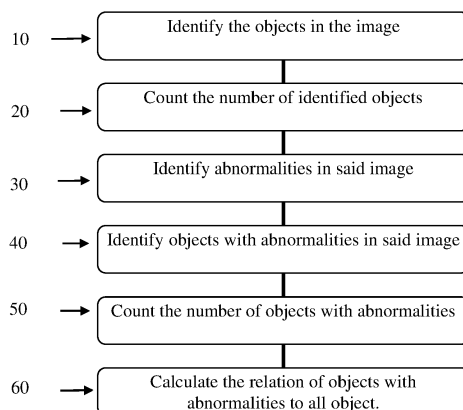 10 Identify the objects in the image
20 Count the number of identified objects
30 Identify abnormalities in said image
40 Identify objects with abnormalities in said image
50 Count the number of objects with abnormalities
60 Calculate the relation of objects with
abnormalities to all object.